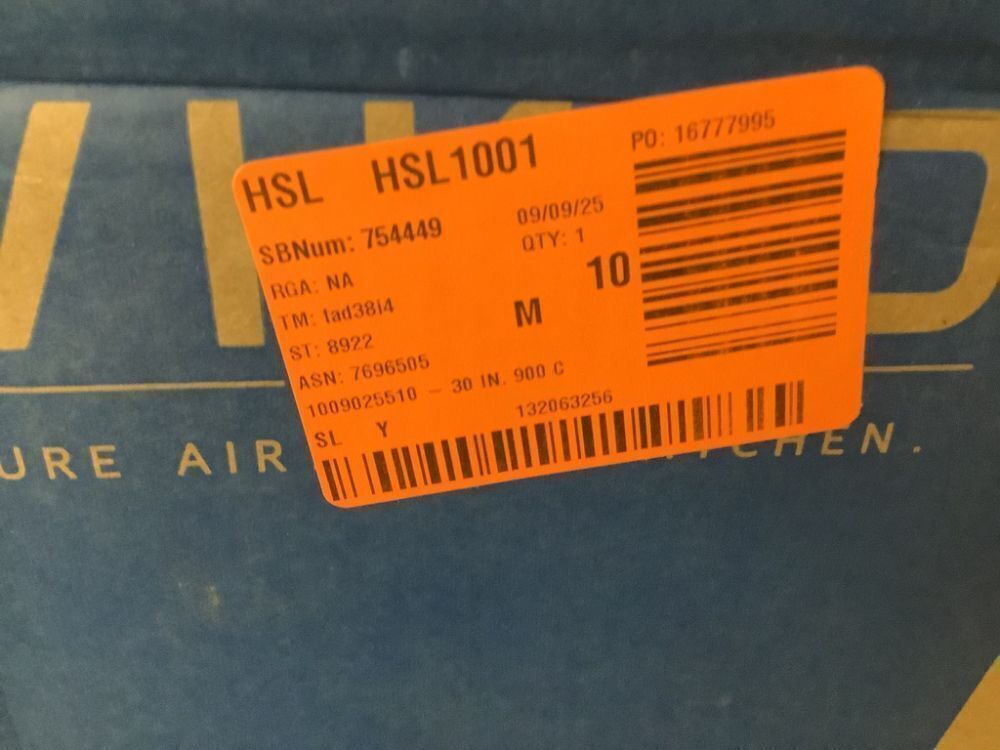 HSL HSL1001 PO: 16777995
SBNum: 754449 09/09/25
RGA: NA QTY: 1
TM: tad38i4 M 10
ST: 8922
ASN: 7696505
1009025510 - 30 IN. 900 C
SL Y 132063256
URE AIR CHEN.